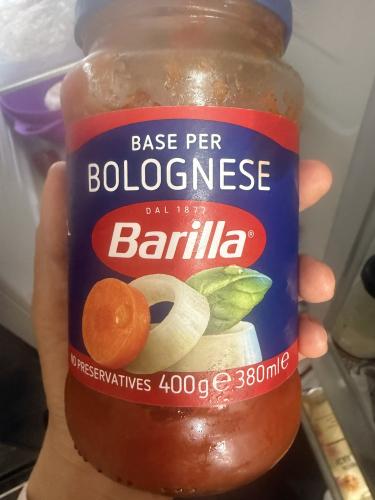 BASE PER
BOLOGNESE
DAL 1877
Barilla®
NO PRESERVATIVES 400g℮380ml℮